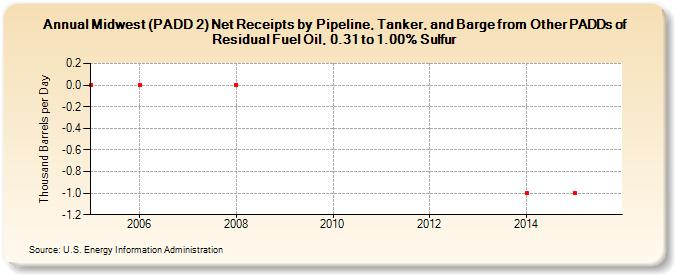 Annual Midwest (PADD 2) Net Receipts by Pipeline, Tanker, and Barge from Other PADDs of
Residual Fuel Oil, 0.31 to 1.00% Sulfur
Thousand Barrels per Day
0.2
0.0
-0.2
-0.4
-0.6
-0.8
-1.0
-1.2
2006 2008 2010 2012 2014
Source: U.S. Energy Information Administration